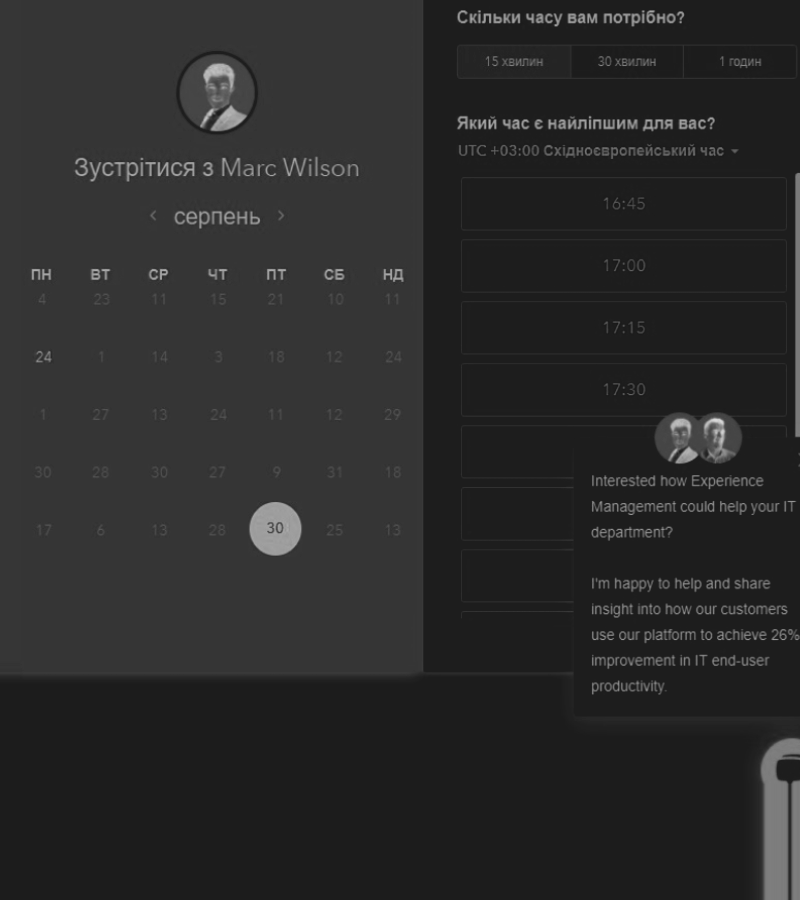 Зустрітися з Marc Wilson
серпень
ПН ВТ СР ЧТ ПТ СБ НД
4 23 11 15 21 10 11
24 1 14 3 18 12 24
1 27 13 24 11 12 29
30 28 30 27 9 31 18
17 6 13 28 30 25 13
Скільки часу вам потрібно?
15 хвилин 30 хвилин 1 годин
Який час є найліпшим для вас?
UTC +03:00 Східноєвропейський час
16:45
17:00
17:15
17:30
Interested how Experience
Management could help your IT
department?
I'm happy to help and share
insight into how our customers
use our platform to achieve 26%
improvement in IT end-user
productivity.